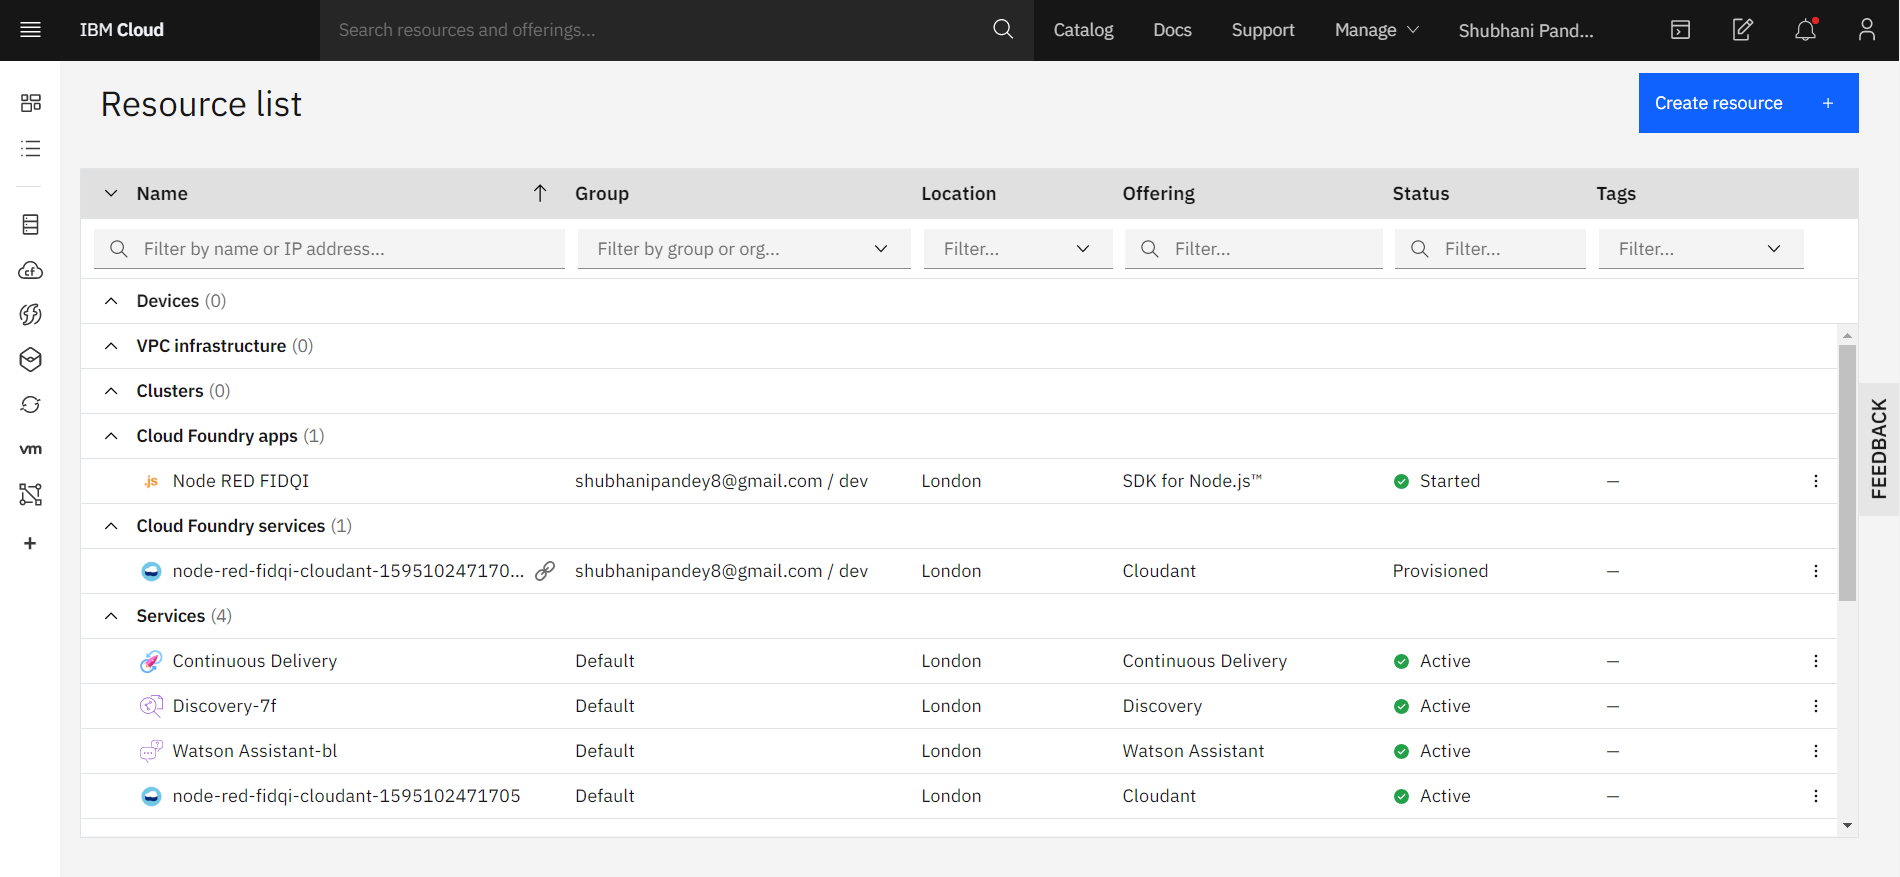 IBM Cloud Search resources and offerings... Catalog Docs Support Manage Shubhani Pand...
Resource list
Create resource +
Name Group Location Offering Status Tags
Filter by name or IP address... Filter by group or org... Filter... Filter... Filter... Filter...
Devices (0)
VPC infrastructure (0)
Clusters (0)
Cloud Foundry apps (1)
.js Node RED FIDQI shubhanipandey8@gmail.com / dev London SDK for Node.js™ Started —
Cloud Foundry services (1)
node-red-fidqi-cloudant-159510247170... shubhanipandey8@gmail.com / dev London Cloudant Provisioned —
Services (4)
Continuous Delivery Default London Continuous Delivery Active —
Discovery-7f Default London Discovery Active —
Watson Assistant-bl Default London Watson Assistant Active —
node-red-fidqi-cloudant-1595102471705 Default London Cloudant Active —
cf
vm
+
FEEDBACK